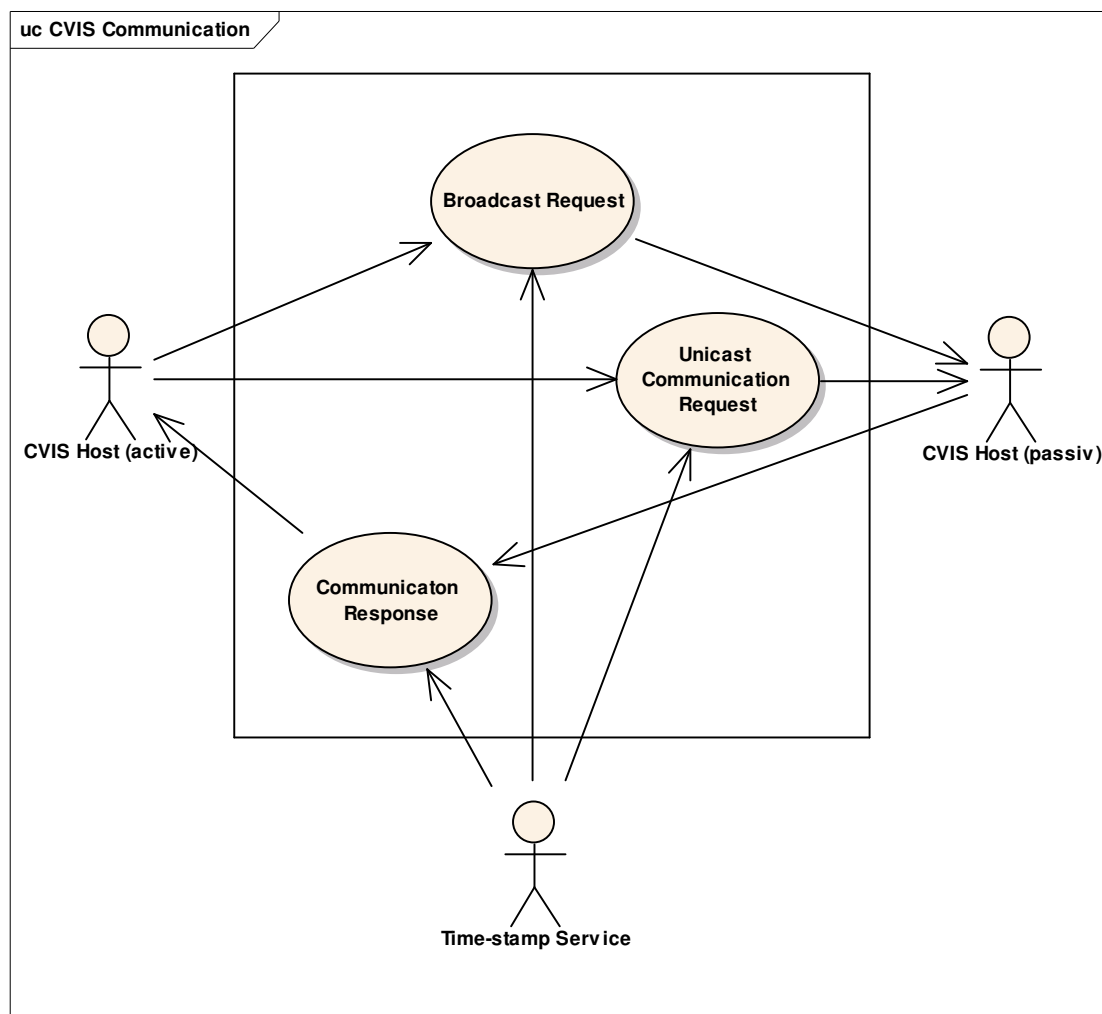 uc CVIS Communication
Broadcast Request
Unicast
Communication
Request
CVIS Host (active)
CVIS Host (passiv)
Communicaton
Response
Time-stamp Service